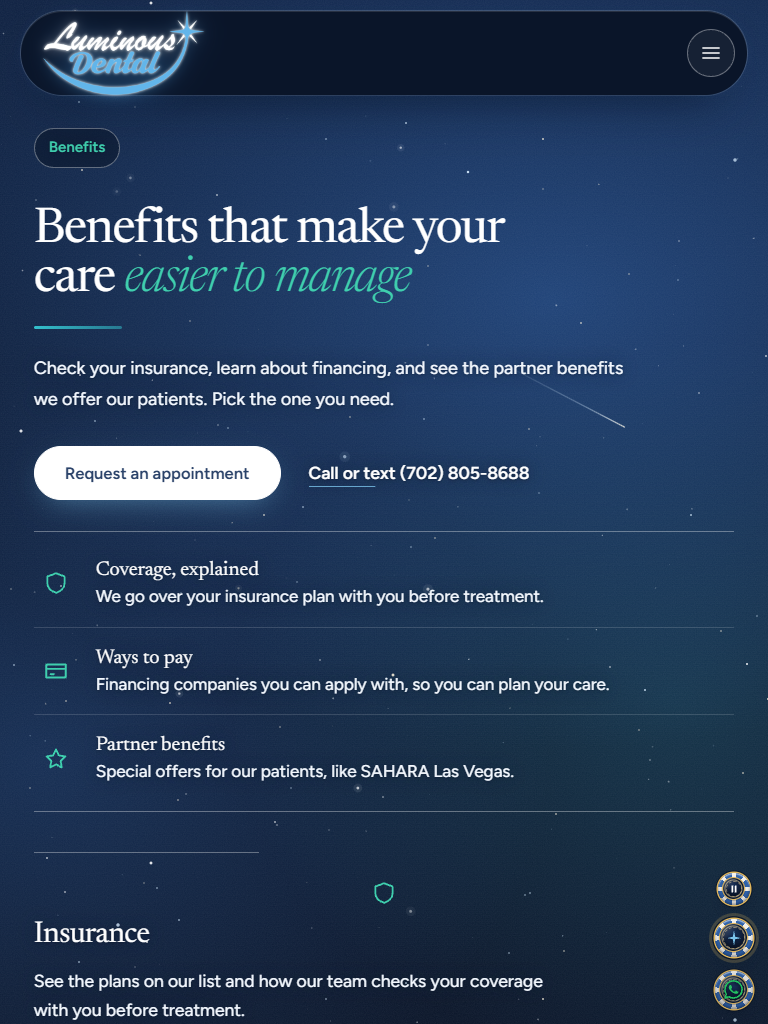 Luminous
Dental
Benefits
Benefits that make your
care easier to manage
Check your insurance, learn about financing, and see the partner benefits
we offer our patients. Pick the one you need.
Request an appointment
Call or text (702) 805-8688
Coverage, explained
We go over your insurance plan with you before treatment.
Ways to pay
Financing companies you can apply with, so you can plan your care.
Partner benefits
Special offers for our patients, like SAHARA Las Vegas.
Insurance
See the plans on our list and how our team checks your coverage
with you before treatment.